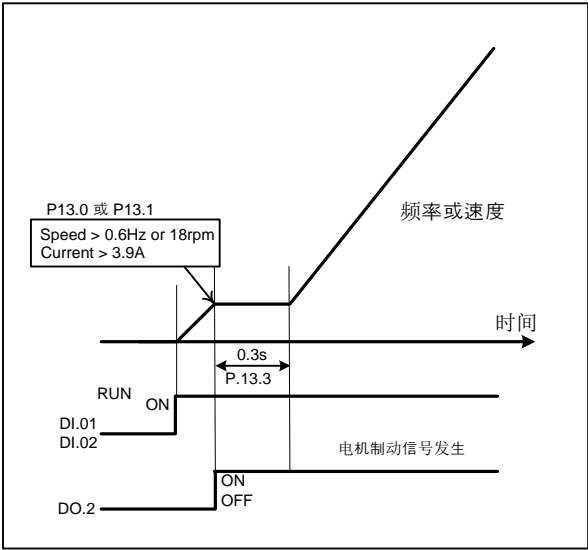 P13.0 或 P13.1
Speed > 0.6Hz or 18rpm
Current > 3.9A
频率或速度
时间
0.3s
P.13.3
RUN
ON
DI.01
DI.02
电机制动信号发生
ON
OFF
DO.2